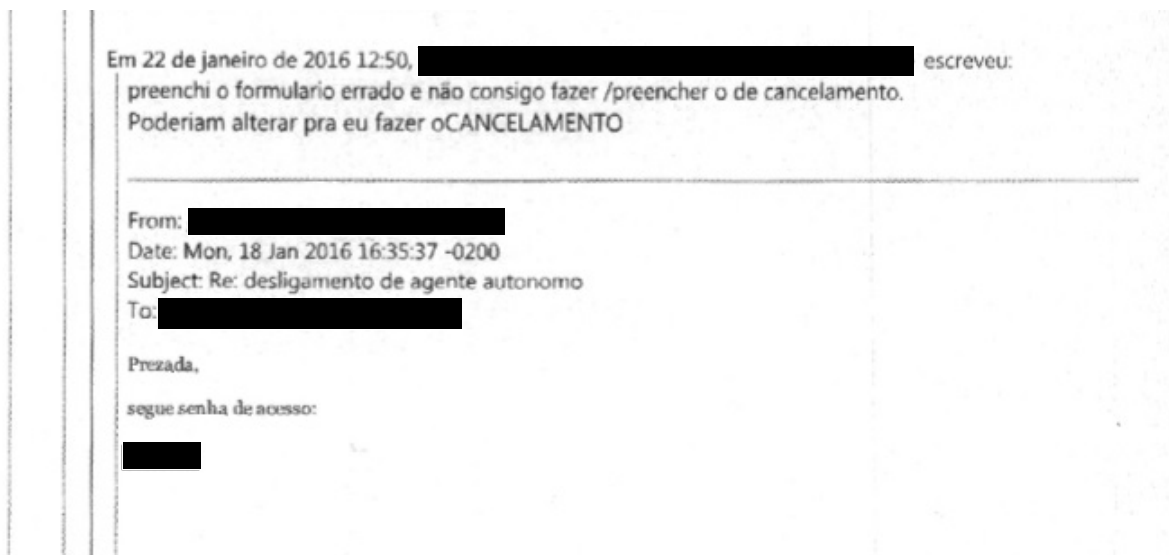 Em 22 de janeiro de 2016 12:50, escreveu:
preenchi o formulario errado e não consigo fazer /preencher o de cancelamento.
Poderiam alterar pra eu fazer oCANCELAMENTO
From:
Date: Mon, 18 Jan 2016 16:35:37 -0200
Subject: Re: desligamento de agente autonomo
To:
Prezada,
segue senha de acesso: